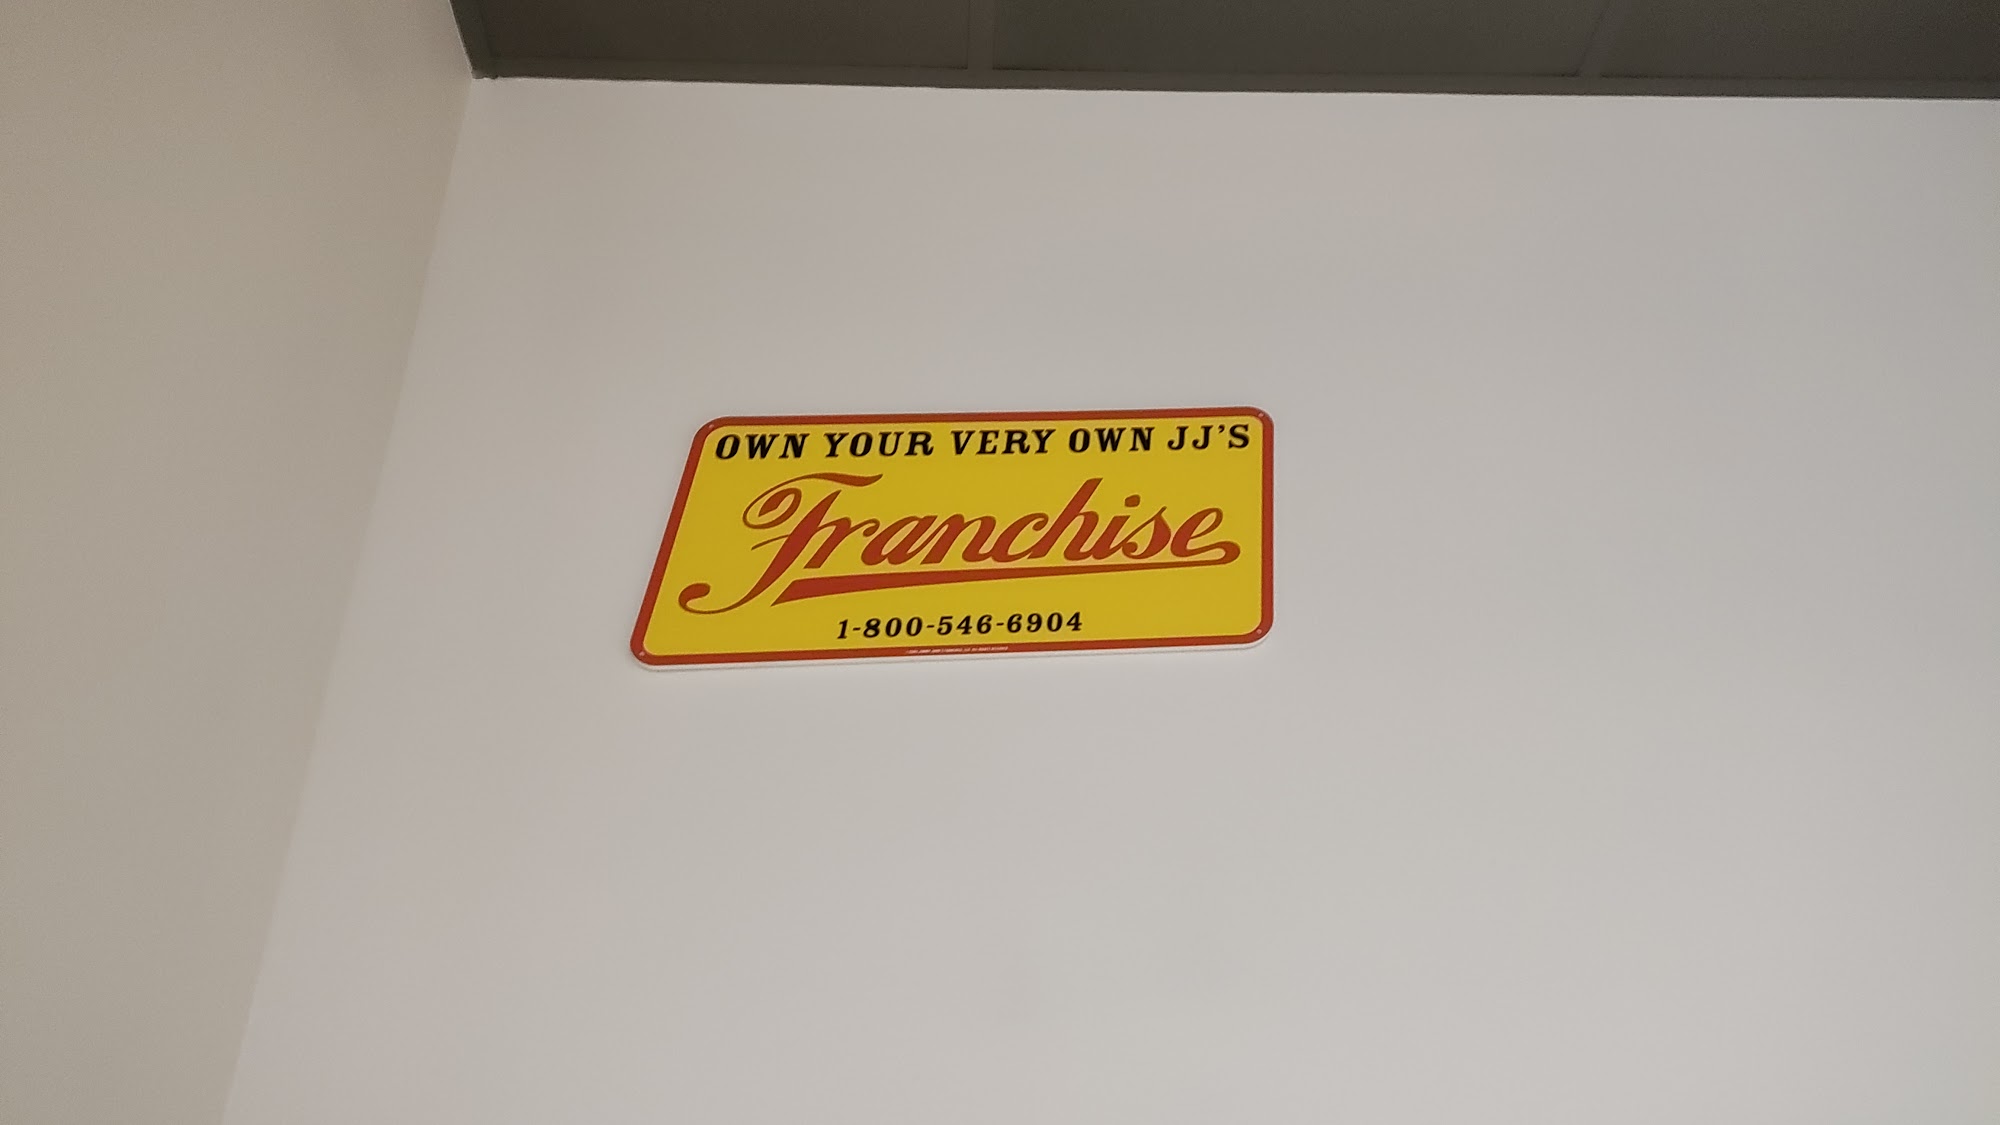 OWN YOUR VERY OWN JJ'S
Franchise
1-800-546-6904